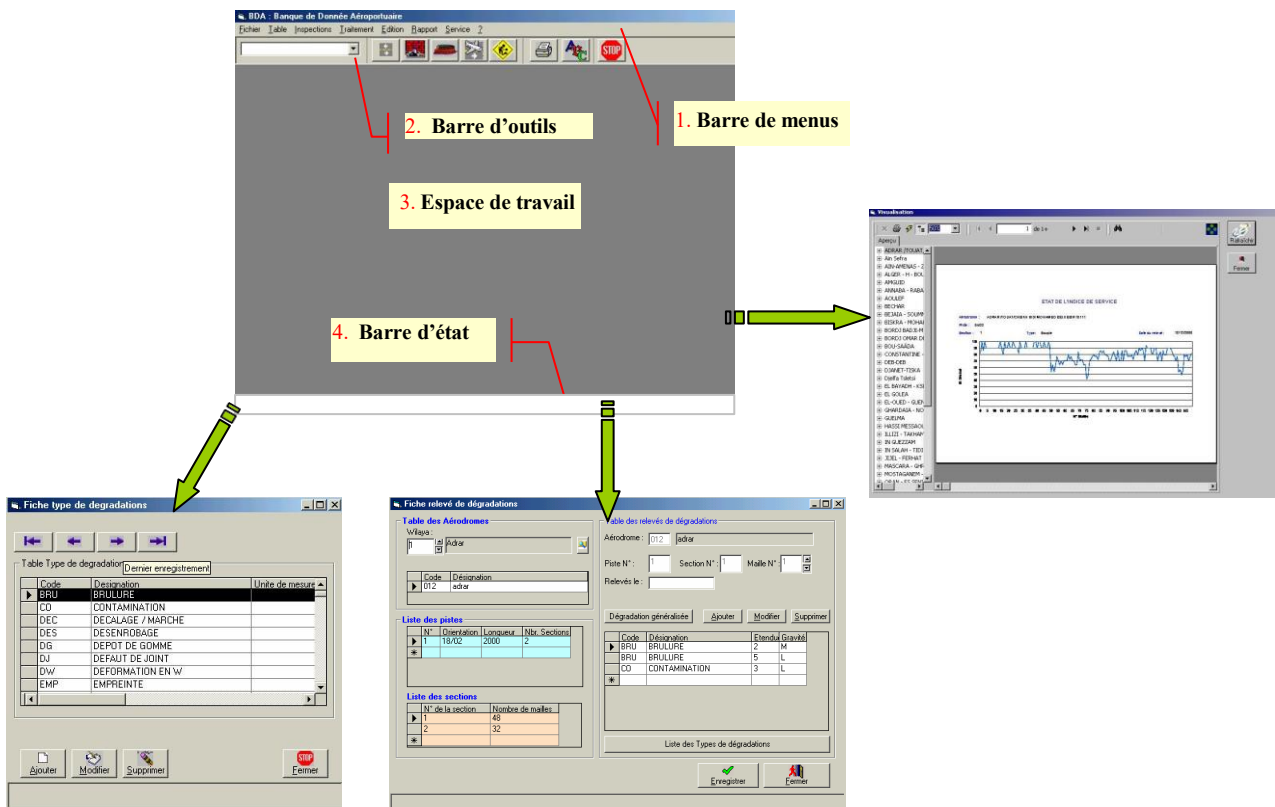 BDA : Banque de Donnée Aéroportuaire
Fichier Table Inspections Traitement Edition Rapport Service ?
STOP
2. Barre d'outils
1. Barre de menus
3. Espace de travail
4. Barre d'état
Visualisation
1 de 1+
Aperçu
Rafraîchir
Fermer
ADRAR /TOUAT
Ain Sefra
AIN-AMENAS - Z
ALGER - H - BOU
AMGUID
ANNABA - RABA
AOULEF
BECHAR
BEJAIA - SOUMM
BISKRA - MOHA
BORDJ BADJI-M
BORDJ OMAR D
BOU-SAÂDA
CONSTANTINE -
DEB-DEB
DJANET-TISKA
Djelfa Tsletsi
EL BAYADH - KSI
EL-GOLEA
EL-OUED - GUEN
GHARDAIA - NO
GUELMA
HASSI MESSAOU
ILLIZI - TAKHAM
IN GUEZZAM
IN SALAH - TIDI
JIJEL - FERHAT
MASCARA - GHR
MOSTAGANEM -
ETAT DE L'INDICE DE SERVICE
Fiche type de degradations
Table Type de degradation
Dernier enregistrement
Code Designation Unite de mesure
BRU BRULURE
CO CONTAMINATION
DEC DECALAGE / MARCHE
DES DESENROBAGE
DG DEPOT DE GOMME
DJ DEFAUT DE JOINT
DW DEFORMATION EN W
EMP EMPREINTE
Ajouter Modifier Supprimer
STOP
Fermer
Fiche relevé de dégradations
Table des Aérodromes
Wilaya :
1 Adrar
Code Désignation
012 adrar
Liste des pistes
N° Orientation Longueur Nbr. Sections
1 18/02 2000 2
Liste des sections
N° de la section Nombre de mailles
1 48
2 32
Table des relevés de dégradations
Aérodrome : 012 adrar
Piste N° : 1 Section N° : 1 Maille N° : 1
Relevés le :
Dégradation généralisée Ajouter Modifier Supprimer
Code Désignation Etendue Gravité
BRU BRULURE 2 M
BRU BRULURE 5 L
CO CONTAMINATION 3 L
Liste des Types de dégradations
Enregistrer Fermer